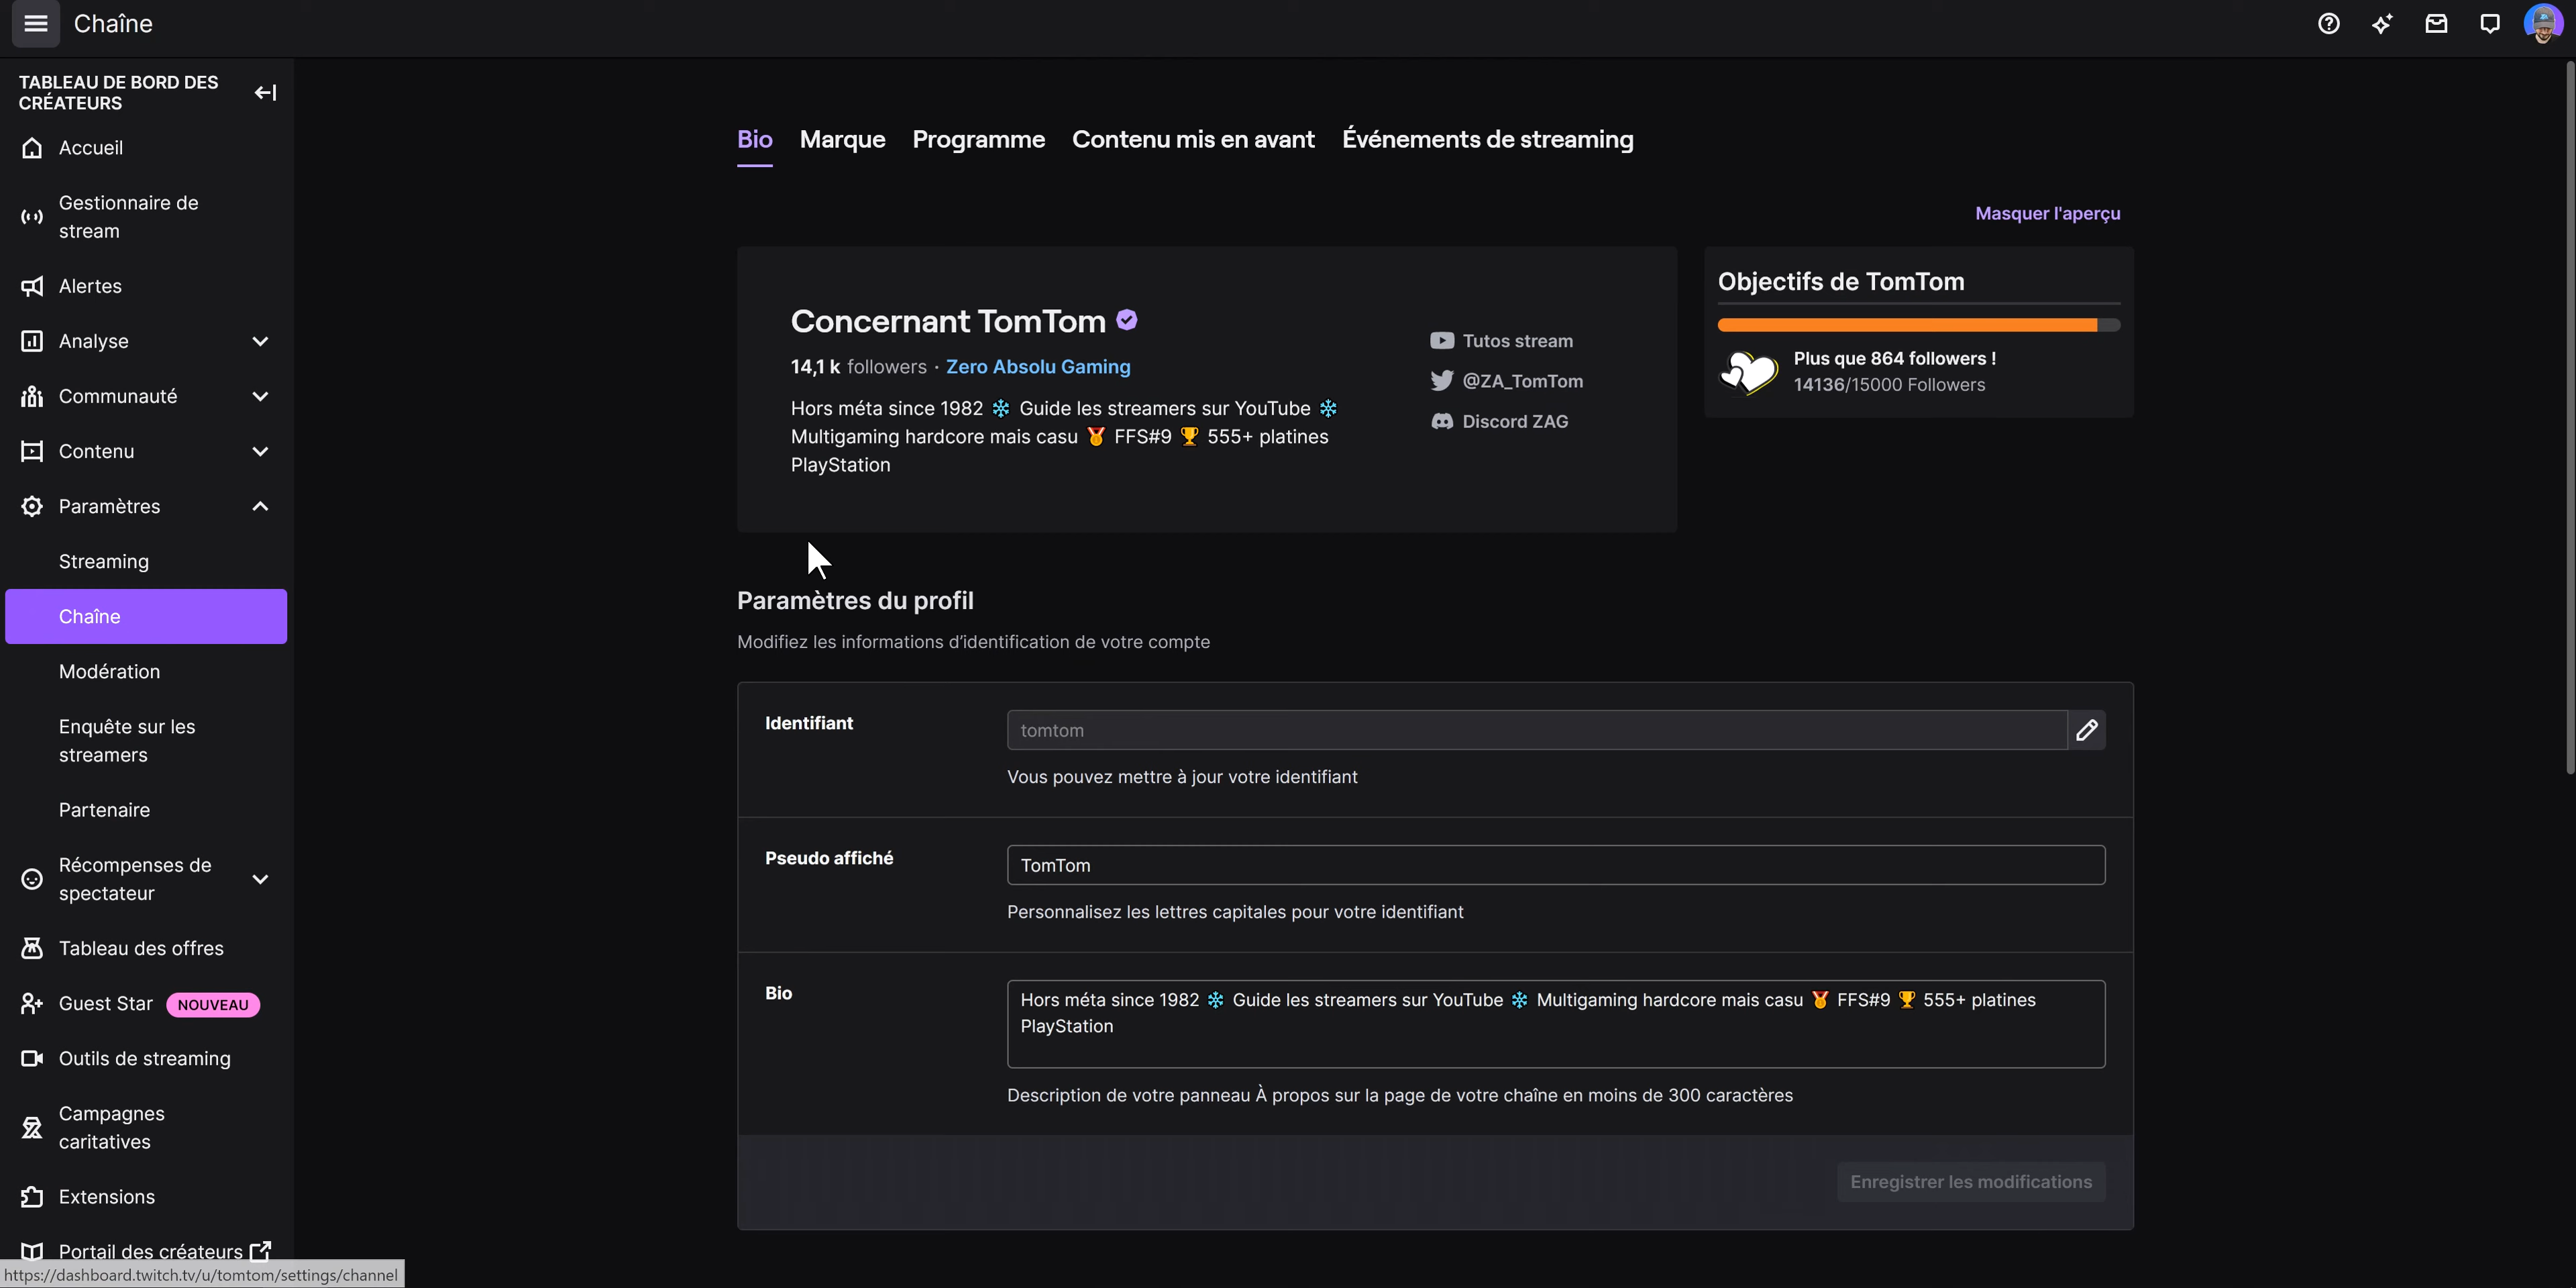 Chaîne
TABLEAU DE BORD DES
CRÉATEURS
Accueil
Gestionnaire de
stream
Alertes
Analyse
Communauté
Contenu
Paramètres
Streaming
Chaîne
Modération
Enquête sur les
streamers
Partenaire
Récompenses de
spectateur
Tableau des offres
Guest Star NOUVEAU
Outils de streaming
Campagnes
caritatives
Extensions
Portail des créateurs
https://dashboard.twitch.tv/u/tomtom/settings/channel
Bio Marque Programme Contenu mis en avant Événements de streaming
Masquer l'aperçu
Concernant TomTom
14,1 k followers · Zero Absolu Gaming
Hors méta since 1982 ❄️ Guide les streamers sur YouTube ❄️
Multigaming hardcore mais casu 🏅 FFS#9 🏆 555+ platines
PlayStation
Tutos stream
@ZA_TomTom
Discord ZAG
Objectifs de TomTom
Plus que 864 followers !
14136/15000 Followers
Paramètres du profil
Modifiez les informations d'identification de votre compte
Identifiant
tomtom
Vous pouvez mettre à jour votre identifiant
Pseudo affiché
TomTom
Personnalisez les lettres capitales pour votre identifiant
Bio
Hors méta since 1982 ❄️ Guide les streamers sur YouTube ❄️ Multigaming hardcore mais casu 🏅 FFS#9 🏆 555+ platines
PlayStation
Description de votre panneau À propos sur la page de votre chaîne en moins de 300 caractères
Enregistrer les modifications